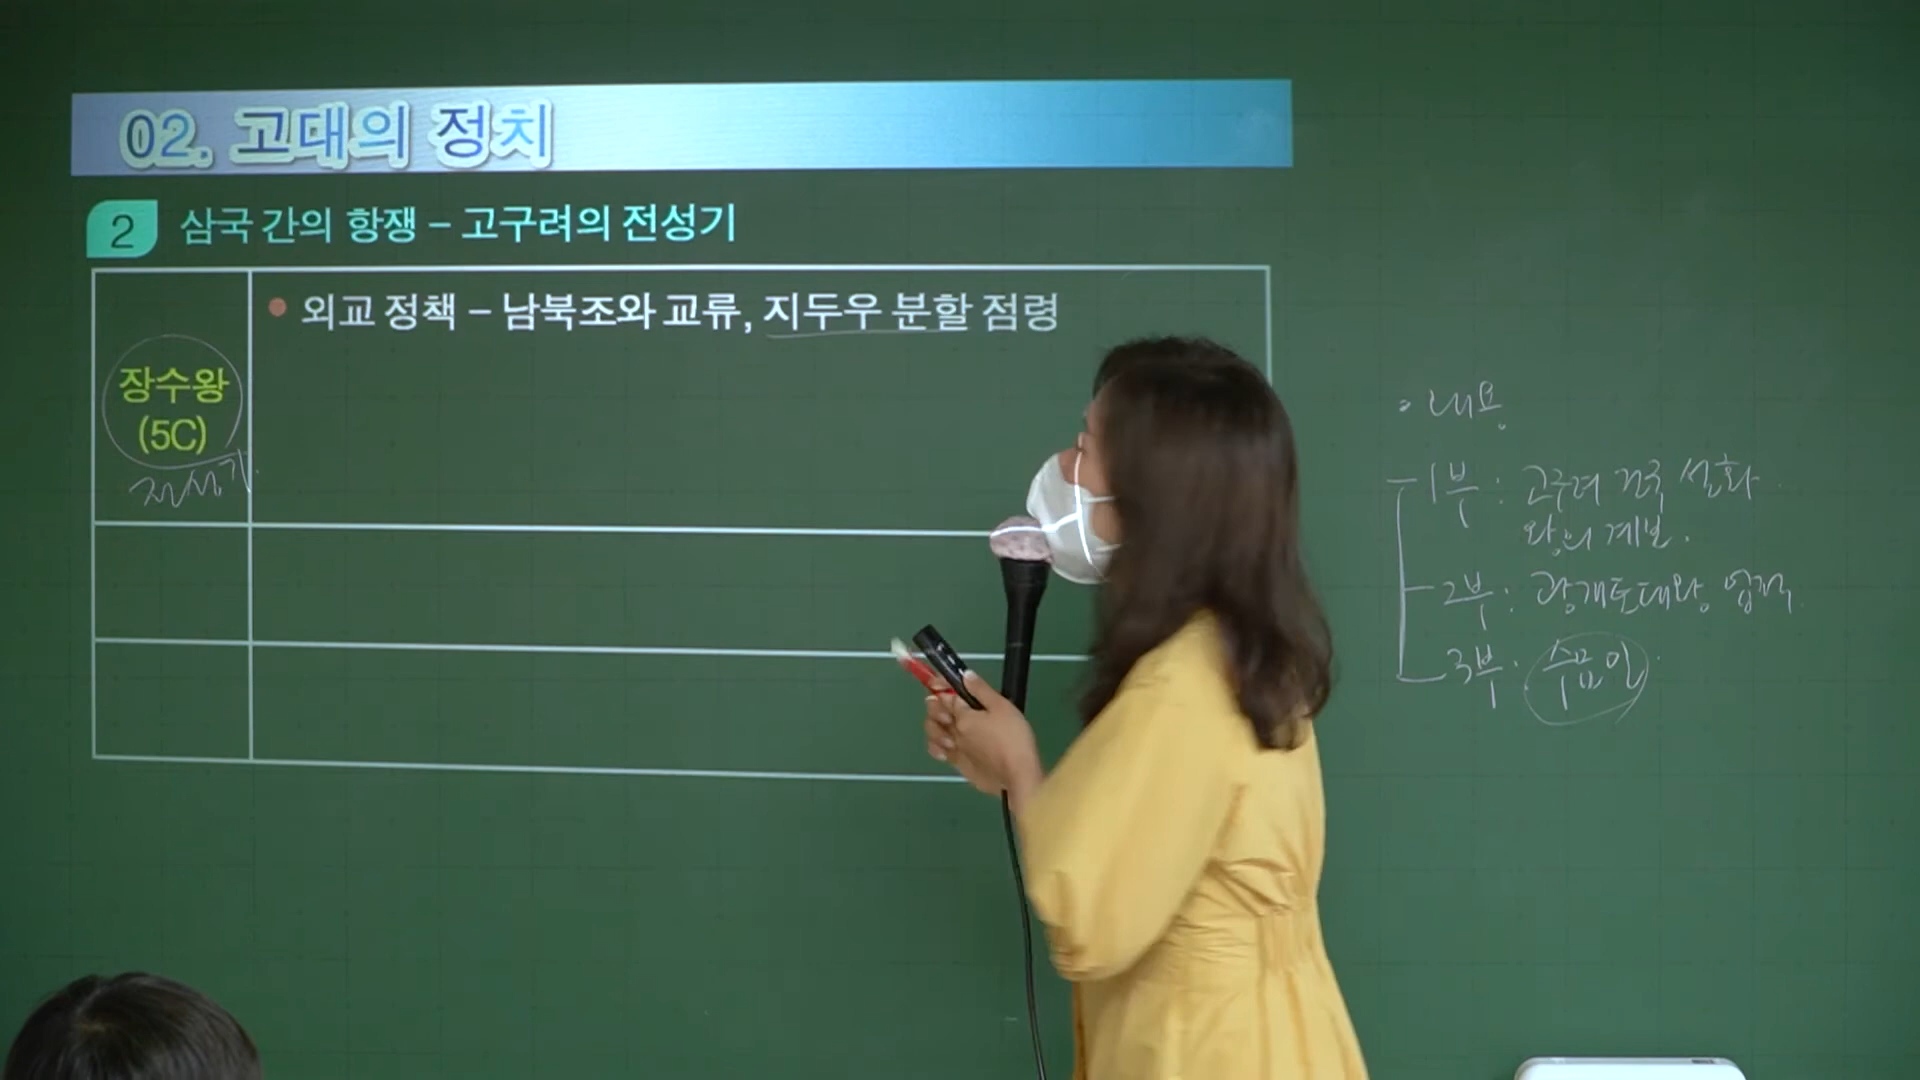 02. 고대의 정치
2 삼국 간의 항쟁 – 고구려의 전성기
• 외교 정책 – 남북조와 교류, 지두우 분할 점령
장수왕
(5C)
전성기
내용
1부 : 고구려 건국 설화
왕의 계보.
2부 : 광개토대왕 업적
3부 : 수묘인